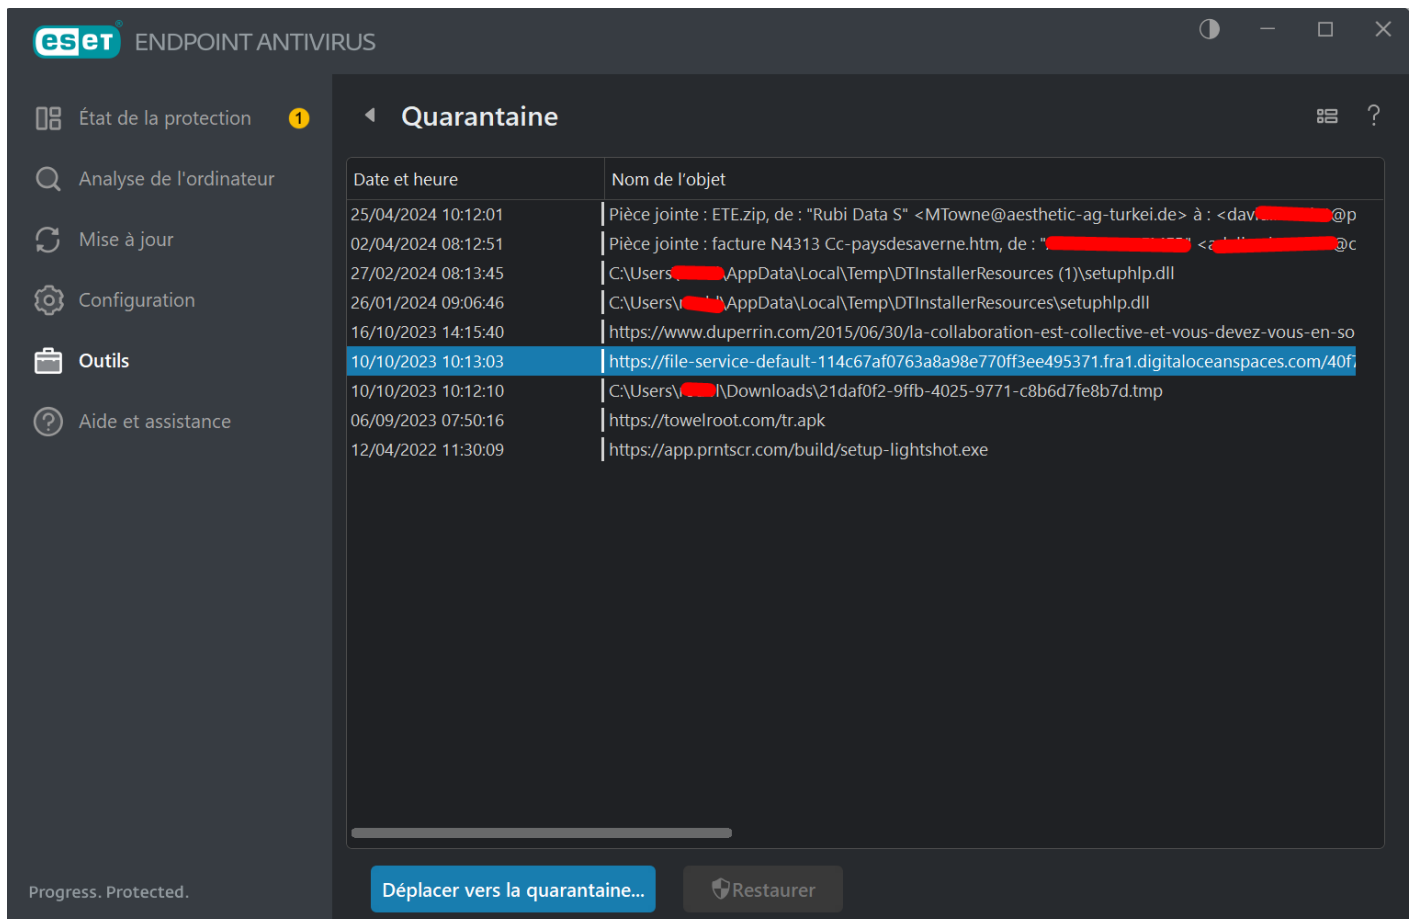 eset ENDPOINT ANTIVIRUS
État de la protection 1
Analyse de l'ordinateur
Mise à jour
Configuration
Outils
Aide et assistance
Progress. Protected.
Quarantaine
?
Date et heure Nom de l'objet
25/04/2024 10:12:01 Pièce jointe : ETE.zip, de : "Rubi Data S" <MTowne@aesthetic-ag-turkei.de> à : <dav @p
02/04/2024 08:12:51 Pièce jointe : facture N4313 Cc-paysdesaverne.htm, de : " " <a @c
27/02/2024 08:13:45 C:\Users\ \AppData\Local\Temp\DTInstallerResources (1)\setuphlp.dll
26/01/2024 09:06:46 C:\Users\ \AppData\Local\Temp\DTInstallerResources\setuphlp.dll
16/10/2023 14:15:40 https://www.duperrin.com/2015/06/30/la-collaboration-est-collective-et-vous-devez-vous-en-so
10/10/2023 10:13:03 https://file-service-default-114c67af0763a8a98e770ff3ee495371.fra1.digitaloceanspaces.com/40f7
10/10/2023 10:12:10 C:\Users\ \Downloads\21daf0f2-9ffb-4025-9771-c8b6d7fe8b7d.tmp
06/09/2023 07:50:16 https://towelroot.com/tr.apk
12/04/2022 11:30:09 https://app.prntscr.com/build/setup-lightshot.exe
Déplacer vers la quarantaine... Restaurer